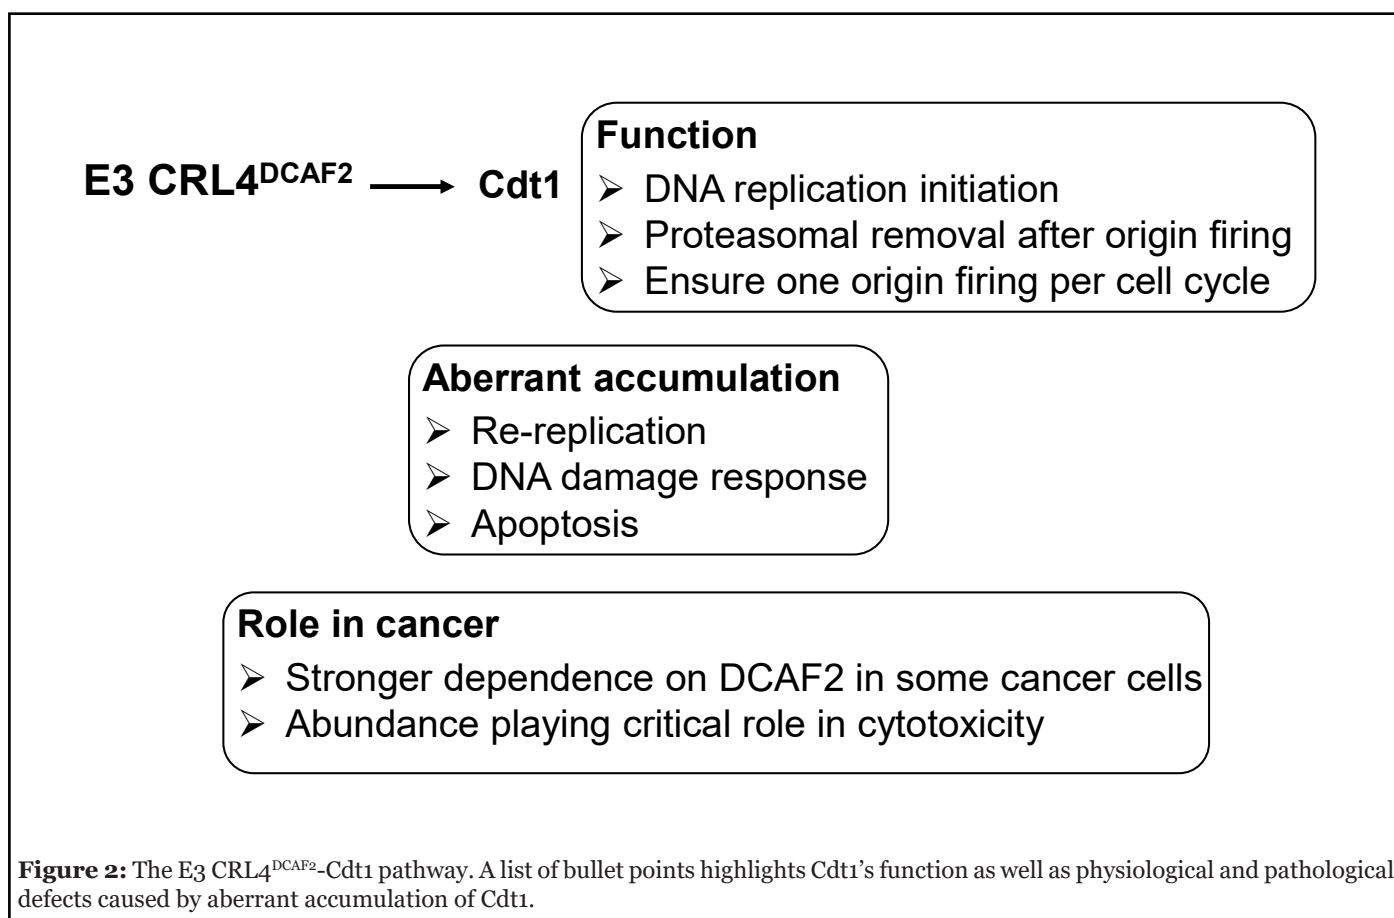 E3 CRL4DCAF2 → Cdt1
Function
➢ DNA replication initiation
➢ Proteasomal removal after origin firing
➢ Ensure one origin firing per cell cycle
Aberrant accumulation
➢ Re-replication
➢ DNA damage response
➢ Apoptosis
Role in cancer
➢ Stronger dependence on DCAF2 in some cancer cells
➢ Abundance playing critical role in cytotoxicity
Figure 2: The E3 CRL4DCAF2-Cdt1 pathway. A list of bullet points highlights Cdt1’s function as well as physiological and pathological
defects caused by aberrant accumulation of Cdt1.